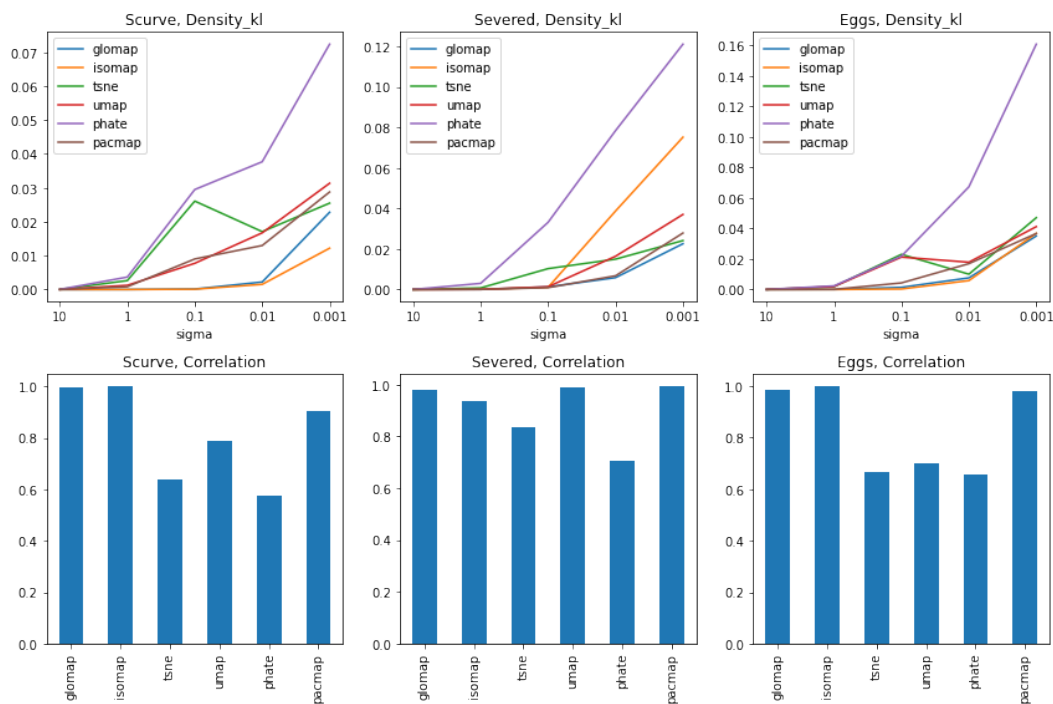 Scurve, Density_kl
glomap
isomap
tsne
umap
phate
pacmap
0.07
0.06
0.05
0.04
0.03
0.02
0.01
0.00
10 1 0.1 0.01 0.001
sigma
Severed, Density_kl
glomap
isomap
tsne
umap
phate
pacmap
0.12
0.10
0.08
0.06
0.04
0.02
0.00
10 1 0.1 0.01 0.001
sigma
Eggs, Density_kl
glomap
isomap
tsne
umap
phate
pacmap
0.16
0.14
0.12
0.10
0.08
0.06
0.04
0.02
0.00
10 1 0.1 0.01 0.001
sigma
Scurve, Correlation
1.0
0.8
0.6
0.4
0.2
0.0
glomap
isomap
tsne
umap
phate
pacmap
Severed, Correlation
1.0
0.8
0.6
0.4
0.2
0.0
glomap
isomap
tsne
umap
phate
pacmap
Eggs, Correlation
1.0
0.8
0.6
0.4
0.2
0.0
glomap
isomap
tsne
umap
phate
pacmap